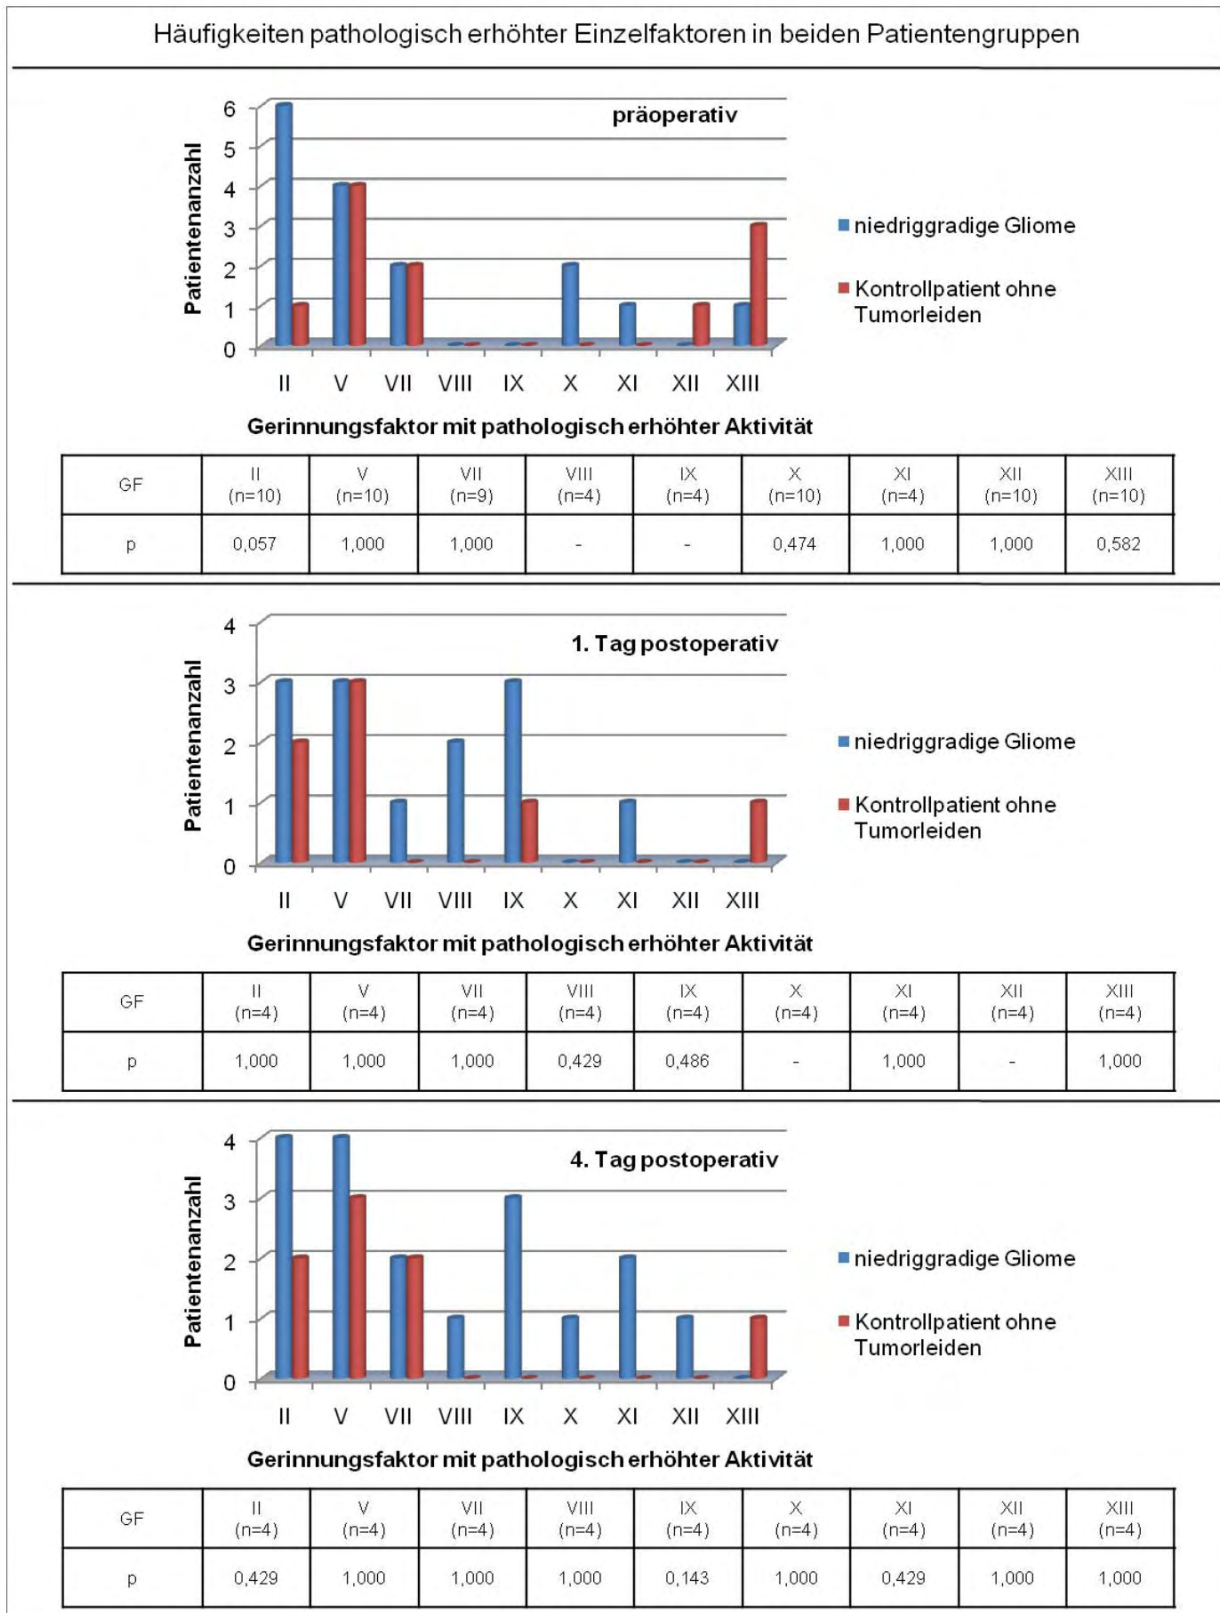 Häufigkeiten pathologisch erhöhter Einzelfaktoren in beiden Patientengruppen
präoperativ
Patientenanzahl
6
5
4
3
2
1
0
II V VII VIII IX X XI XII XIII
niedriggradige Gliome
Kontrollpatient ohne
Tumorleiden
Gerinnungsfaktor mit pathologisch erhöhter Aktivität
GF II V VII VIII IX X XI XII XIII
(n=10) (n=10) (n=9) (n=4) (n=4) (n=10) (n=4) (n=10) (n=10)
p 0,057 1,000 1,000 - - 0,474 1,000 1,000 0,582
1. Tag postoperativ
Patientenanzahl
4
3
2
1
0
II V VII VIII IX X XI XII XIII
niedriggradige Gliome
Kontrollpatient ohne
Tumorleiden
Gerinnungsfaktor mit pathologisch erhöhter Aktivität
GF II V VII VIII IX X XI XII XIII
(n=4) (n=4) (n=4) (n=4) (n=4) (n=4) (n=4) (n=4) (n=4)
p 1,000 1,000 1,000 0,429 0,486 - 1,000 - 1,000
4. Tag postoperativ
Patientenanzahl
4
3
2
1
0
II V VII VIII IX X XI XII XIII
niedriggradige Gliome
Kontrollpatient ohne
Tumorleiden
Gerinnungsfaktor mit pathologisch erhöhter Aktivität
GF II V VII VIII IX X XI XII XIII
(n=4) (n=4) (n=4) (n=4) (n=4) (n=4) (n=4) (n=4) (n=4)
p 0,429 1,000 1,000 1,000 0,143 1,000 0,429 1,000 1,000